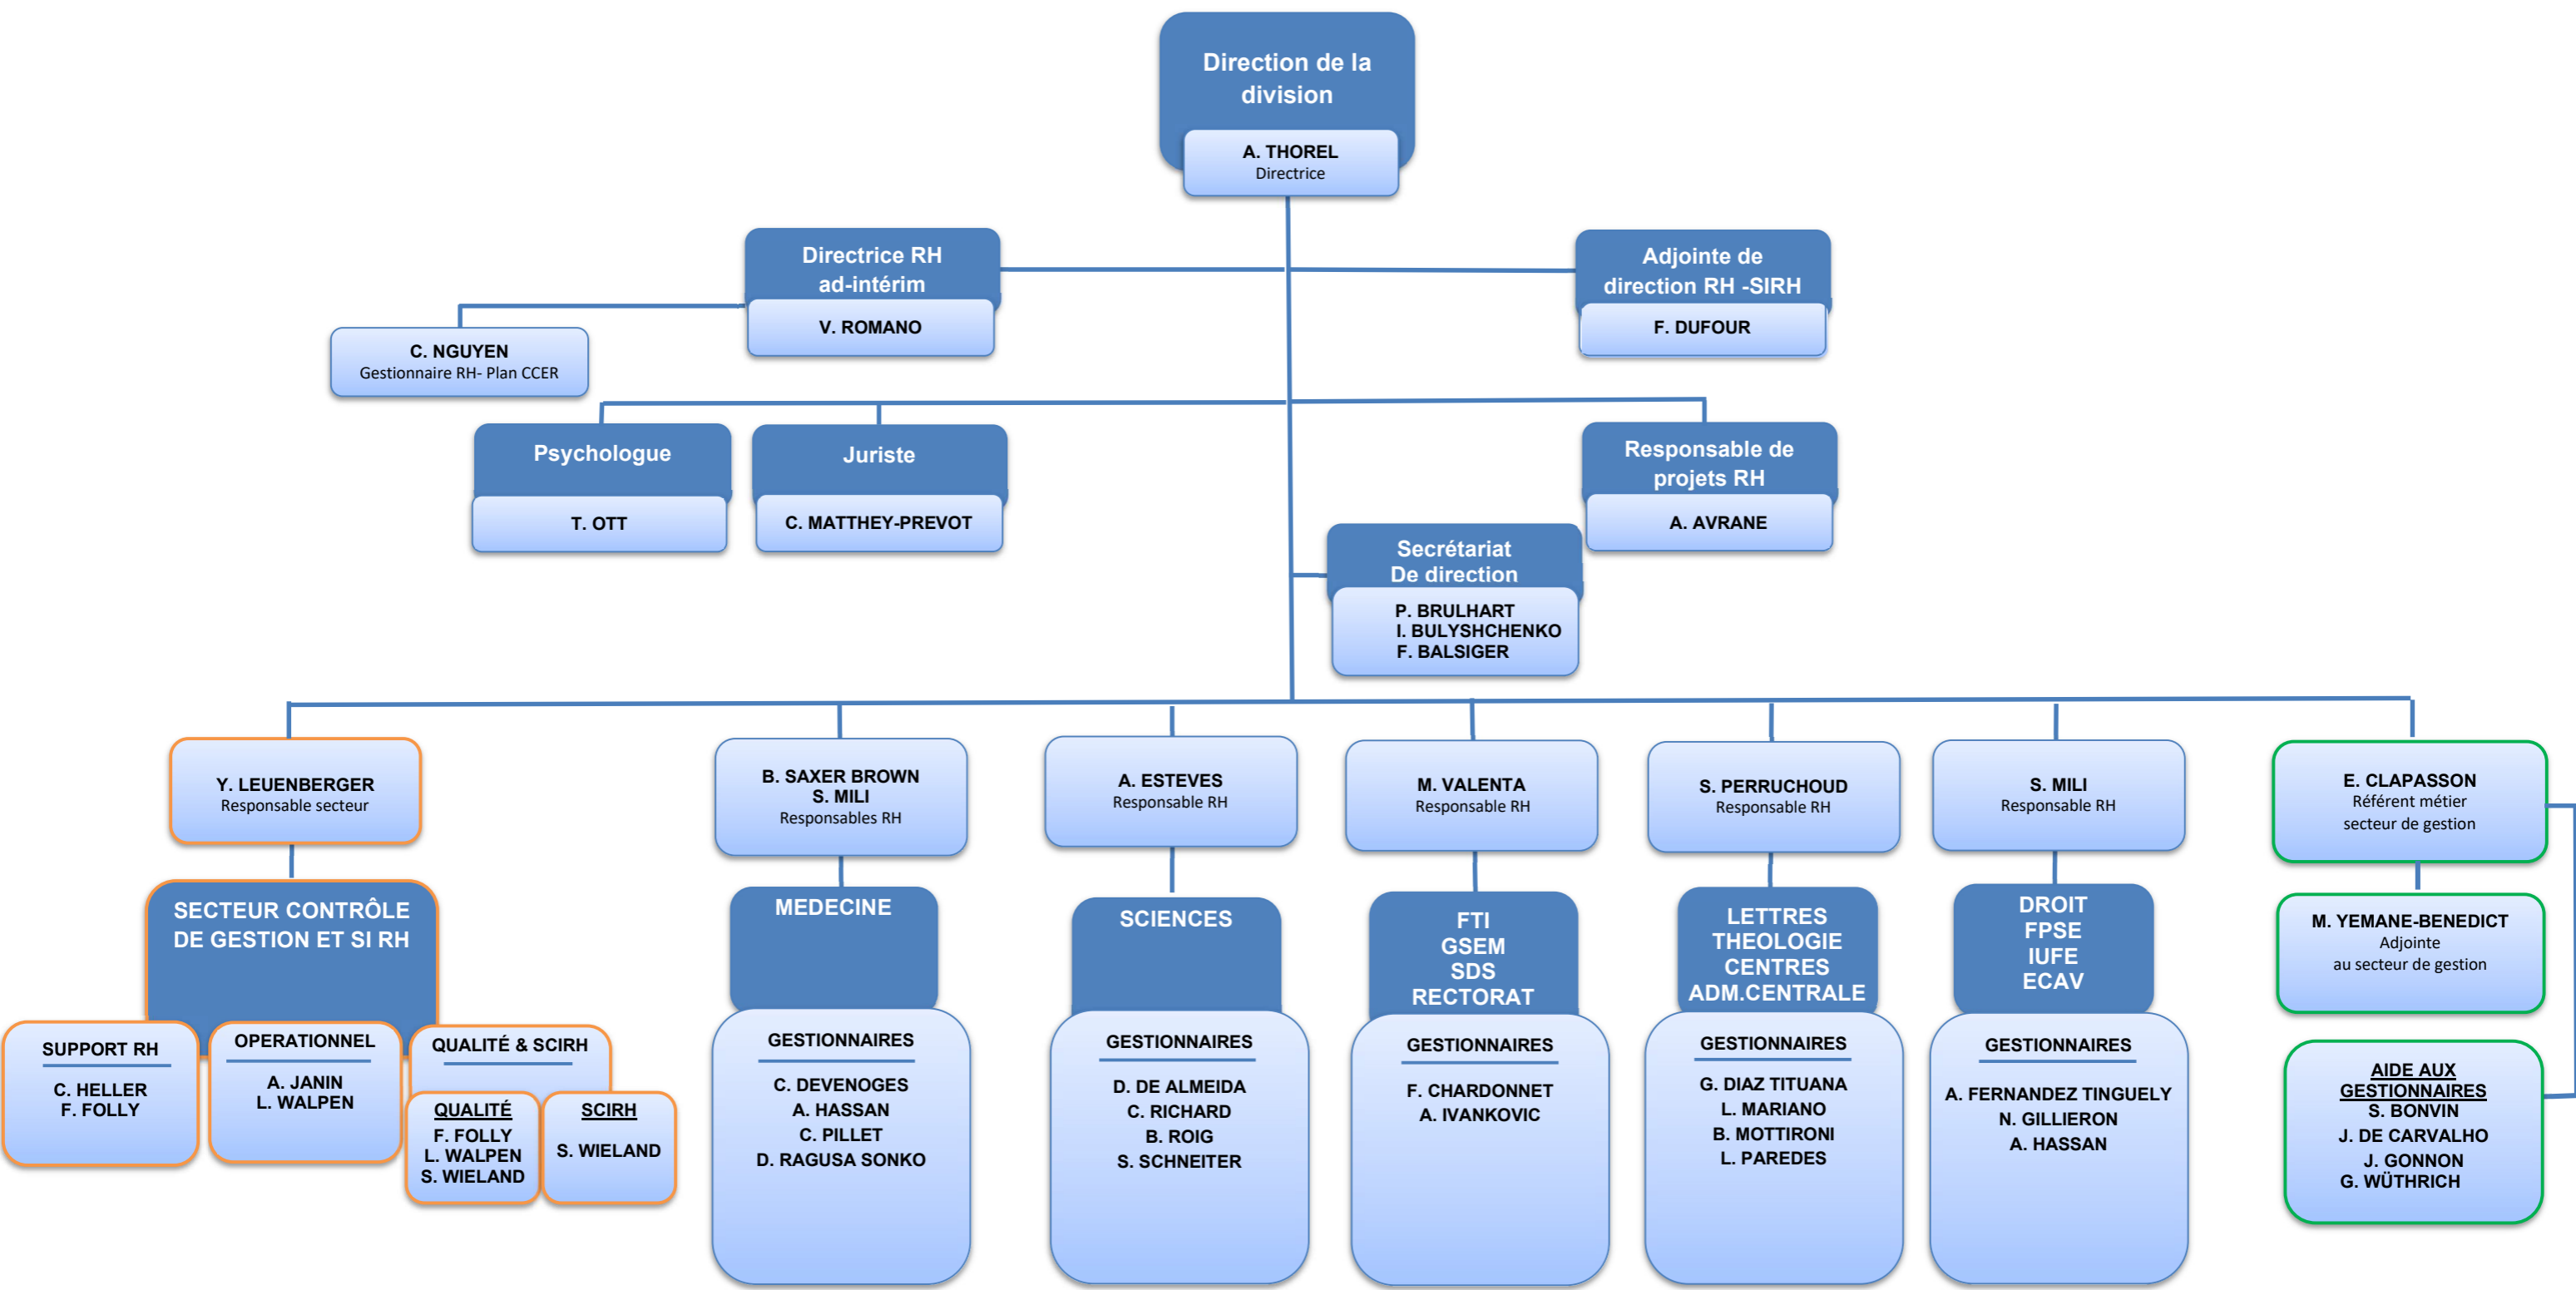 Direction de la
division
A. THOREL
Directrice
Directrice RH
ad-intérim
V. ROMANO
Adjointe de
direction RH -SIRH
F. DUFOUR
C. NGUYEN
Gestionnaire RH- Plan CCER
Psychologue
T. OTT
Juriste
C. MATTHEY-PREVOT
Responsable de
projets RH
A. AVRANE
Secrétariat
De direction
P. BRULHART
I. BULYSHCHENKO
F. BALSIGER
Y. LEUENBERGER
Responsable secteur
SECTEUR CONTRÔLE
DE GESTION ET SI RH
SUPPORT RH
C. HELLER
F. FOLLY
OPERATIONNEL
A. JANIN
L. WALPEN
QUALITÉ & SCIRH
QUALITÉ
F. FOLLY
L. WALPEN
S. WIELAND
SCIRH
S. WIELAND
B. SAXER BROWN
S. MILI
Responsables RH
MEDECINE
GESTIONNAIRES
C. DEVENOGES
A. HASSAN
C. PILLET
D. RAGUSA SONKO
A. ESTEVES
Responsable RH
SCIENCES
GESTIONNAIRES
D. DE ALMEIDA
C. RICHARD
B. ROIG
S. SCHNEITER
M. VALENTA
Responsable RH
FTI
GSEM
SDS
RECTORAT
GESTIONNAIRES
F. CHARDONNET
A. IVANKOVIC
S. PERRUCHOUD
Responsable RH
LETTRES
THEOLOGIE
CENTRES
ADM.CENTRALE
GESTIONNAIRES
G. DIAZ TITUANA
L. MARIANO
B. MOTTIRONI
L. PAREDES
S. MILI
Responsable RH
DROIT
FPSE
IUFE
ECAV
GESTIONNAIRES
A. FERNANDEZ TINGUELY
N. GILLIERON
A. HASSAN
E. CLAPASSON
Référent métier
secteur de gestion
M. YEMANE-BENEDICT
Adjointe
au secteur de gestion
AIDE AUX
GESTIONNAIRES
S. BONVIN
J. DE CARVALHO
J. GONNON
G. WÜTHRICH